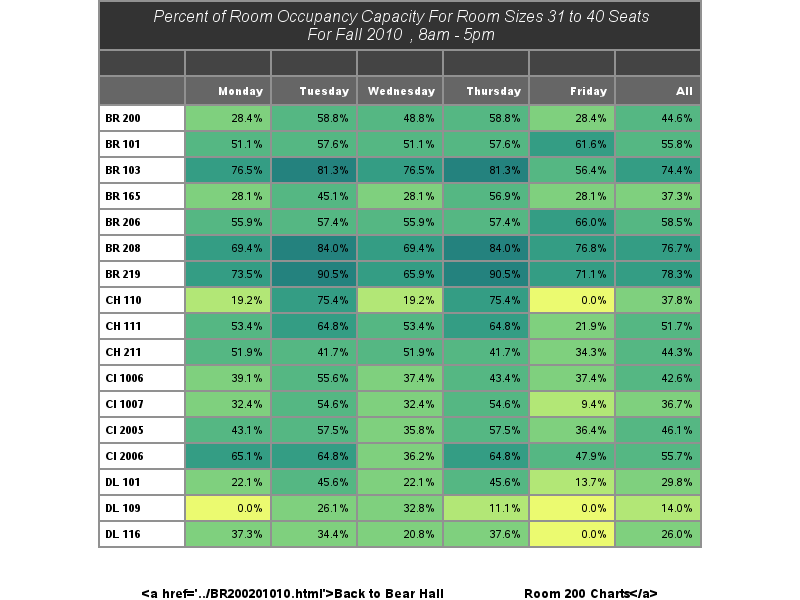 Percent of Room Occupancy Capacity For Room Sizes 31 to 40 Seats
For Fall 2010 , 8am - 5pm
Monday Tuesday Wednesday Thursday Friday All
BR 200 28.4% 58.8% 48.8% 58.8% 28.4% 44.6%
BR 101 51.1% 57.6% 51.1% 57.6% 61.6% 55.8%
BR 103 76.5% 81.3% 76.5% 81.3% 56.4% 74.4%
BR 165 28.1% 45.1% 28.1% 56.9% 28.1% 37.3%
BR 206 55.9% 57.4% 55.9% 57.4% 66.0% 58.5%
BR 208 69.4% 84.0% 69.4% 84.0% 76.8% 76.7%
BR 219 73.5% 90.5% 65.9% 90.5% 71.1% 78.3%
CH 110 19.2% 75.4% 19.2% 75.4% 0.0% 37.8%
CH 111 53.4% 64.8% 53.4% 64.8% 21.9% 51.7%
CH 211 51.9% 41.7% 51.9% 41.7% 34.3% 44.3%
CI 1006 39.1% 55.6% 37.4% 43.4% 37.4% 42.6%
CI 1007 32.4% 54.6% 32.4% 54.6% 9.4% 36.7%
CI 2005 43.1% 57.5% 35.8% 57.5% 36.4% 46.1%
CI 2006 65.1% 64.8% 36.2% 64.8% 47.9% 55.7%
DL 101 22.1% 45.6% 22.1% 45.6% 13.7% 29.8%
DL 109 0.0% 26.1% 32.8% 11.1% 0.0% 14.0%
DL 116 37.3% 34.4% 20.8% 37.6% 0.0% 26.0%
<a href='../BR200201010.html'>Back to Bear Hall Room 200 Charts</a>